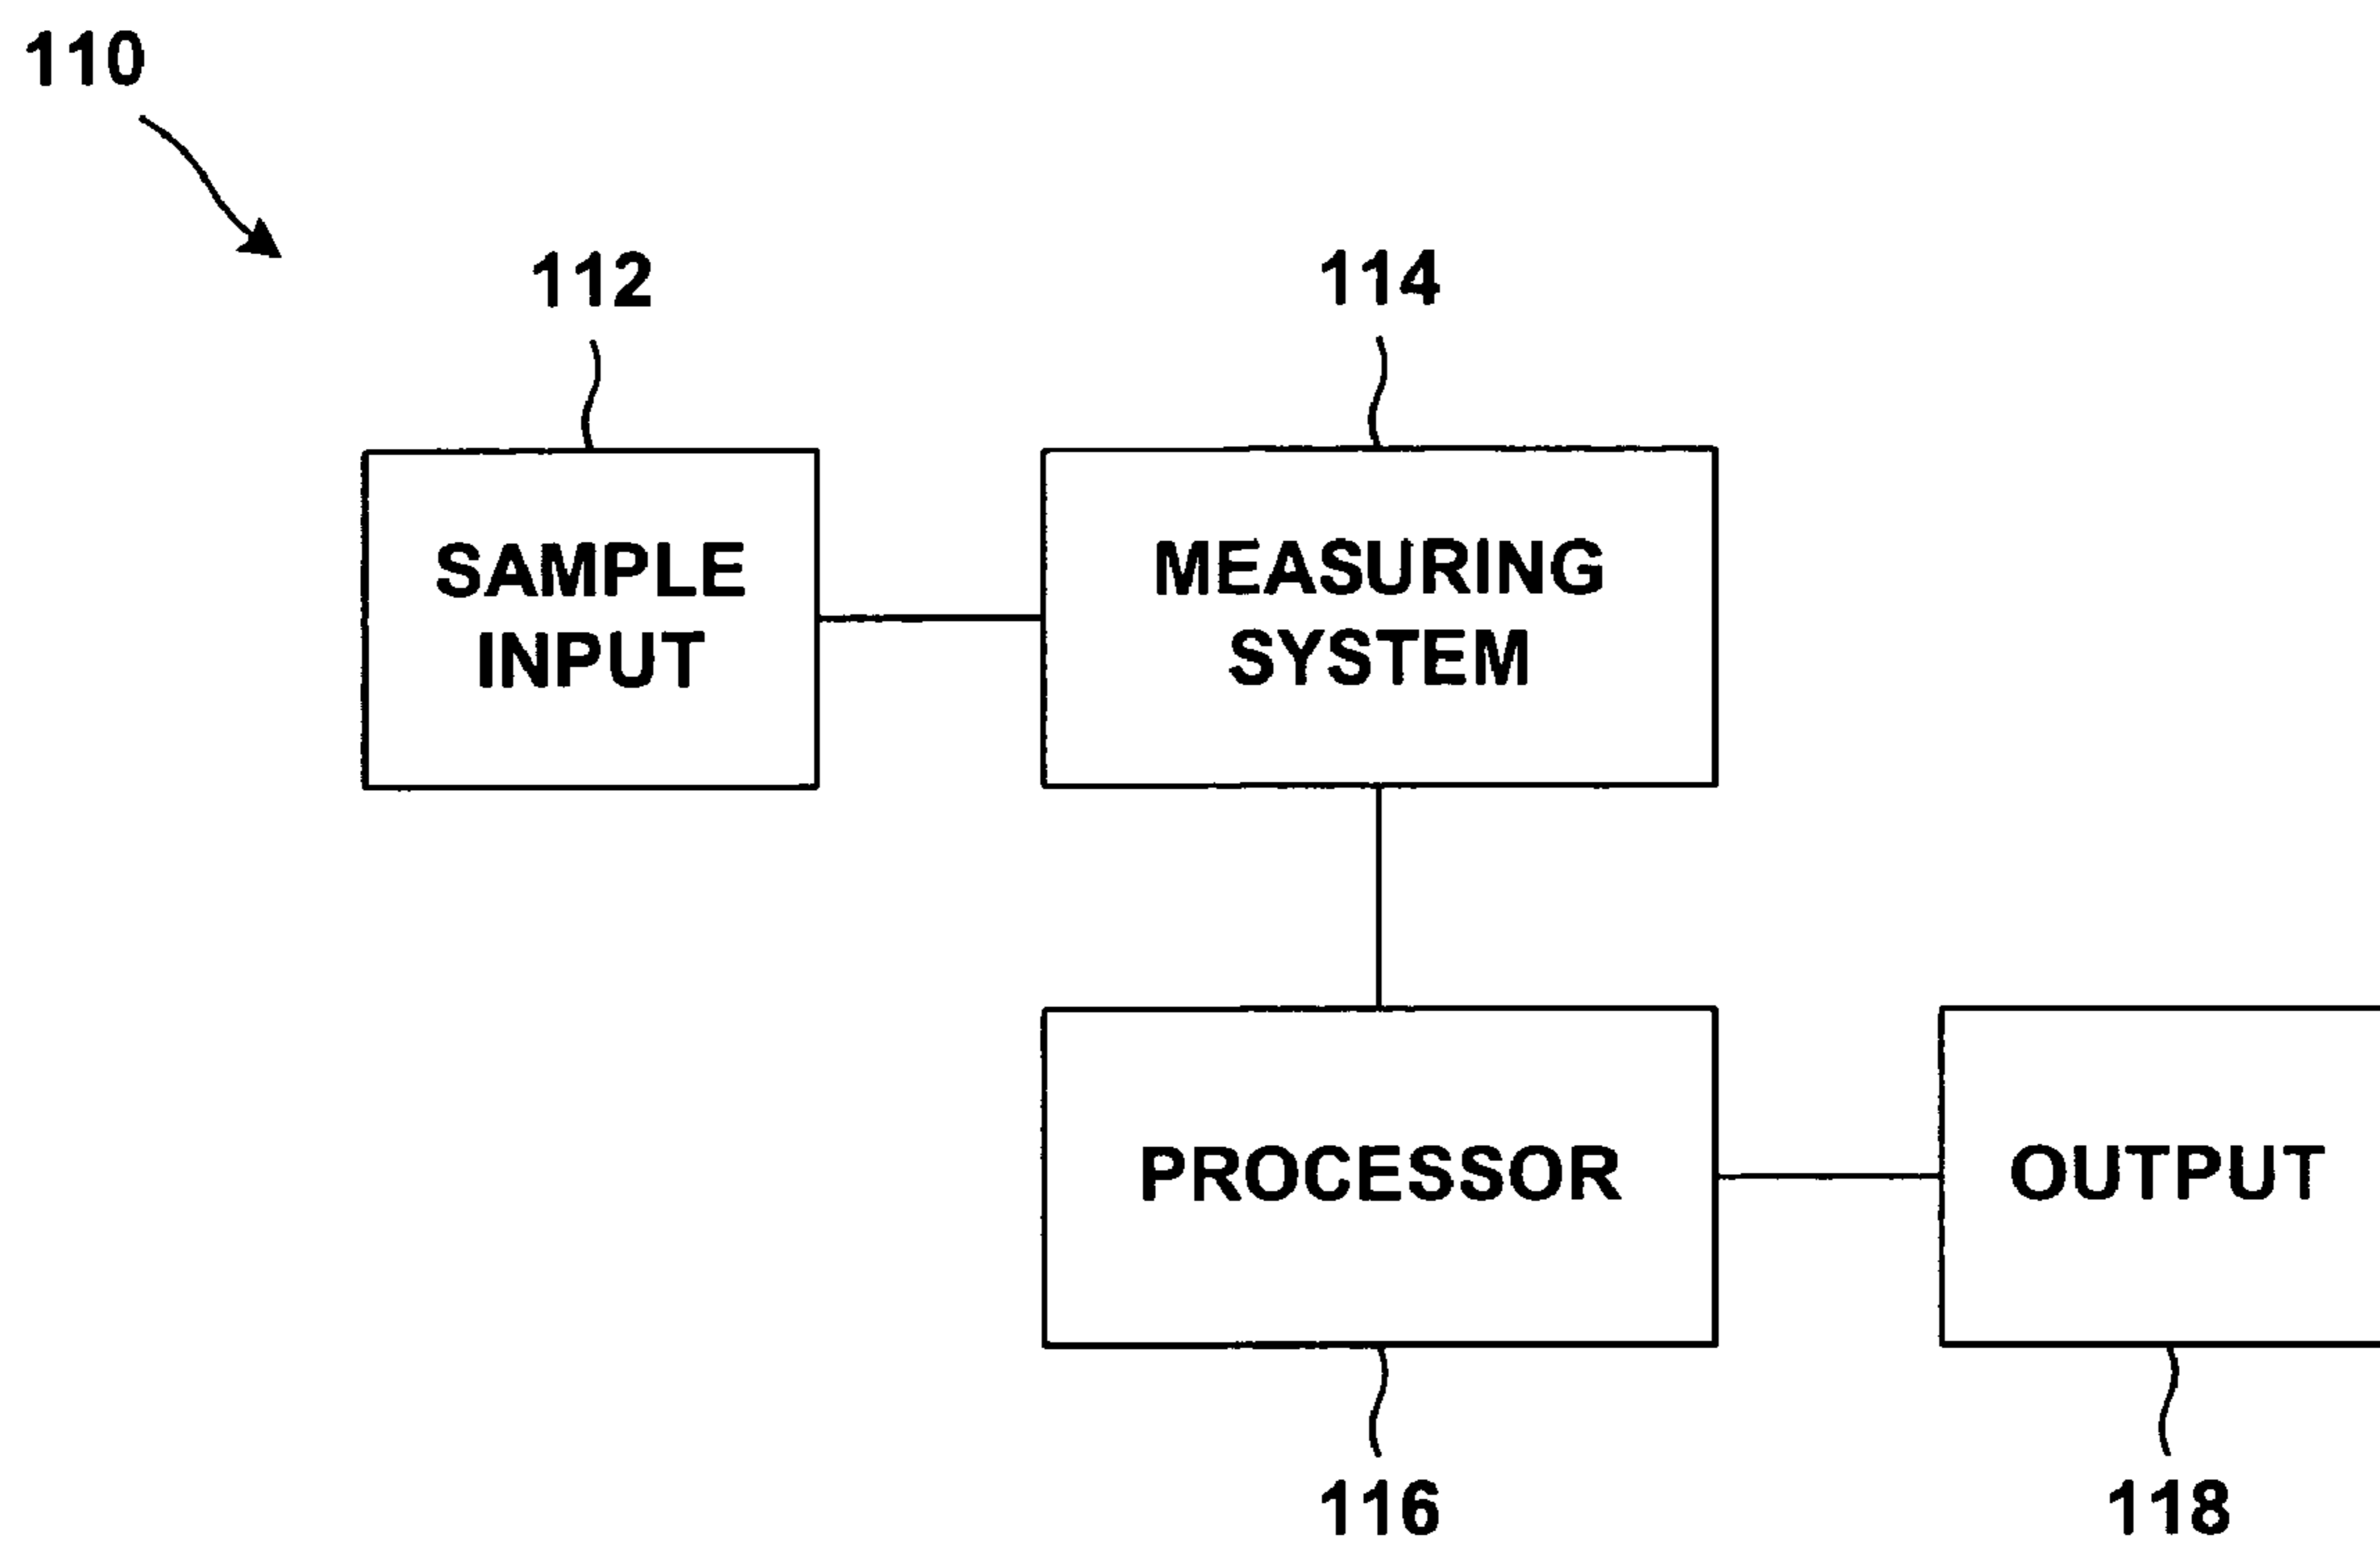 110
112
114
SAMPLE
INPUT
MEASURING
SYSTEM
PROCESSOR
OUTPUT
116
118